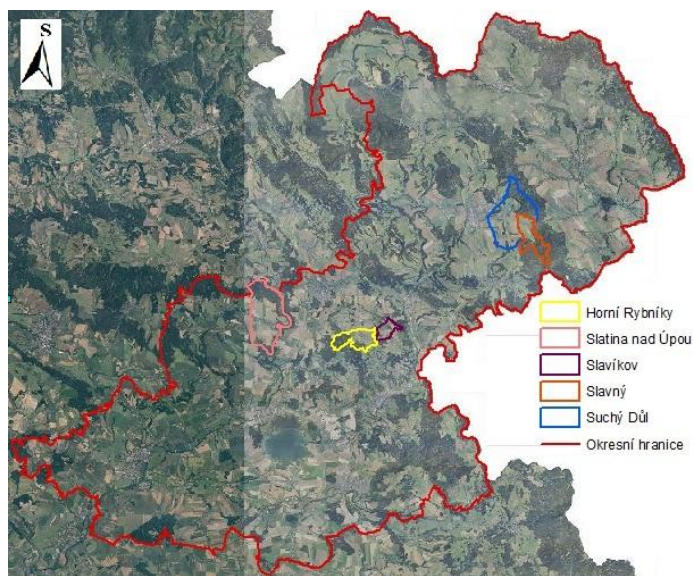 S
Horní Rybníky
Slatina nad Úpou
Slavíkov
Slavný
Suchý Důl
Okresní hranice